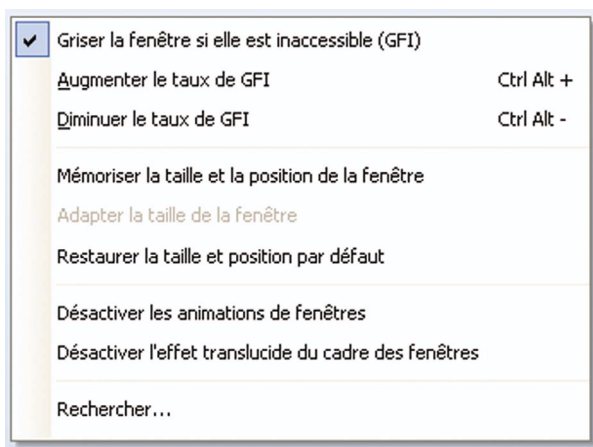 Griser la fenêtre si elle est inaccessible (GFI)
Augmenter le taux de GFI Ctrl Alt +
Diminuer le taux de GFI Ctrl Alt -
Mémoriser la taille et la position de la fenêtre
Adapter la taille de la fenêtre
Restaurer la taille et position par défaut
Désactiver les animations de fenêtres
Désactiver l'effet translucide du cadre des fenêtres
Rechercher...